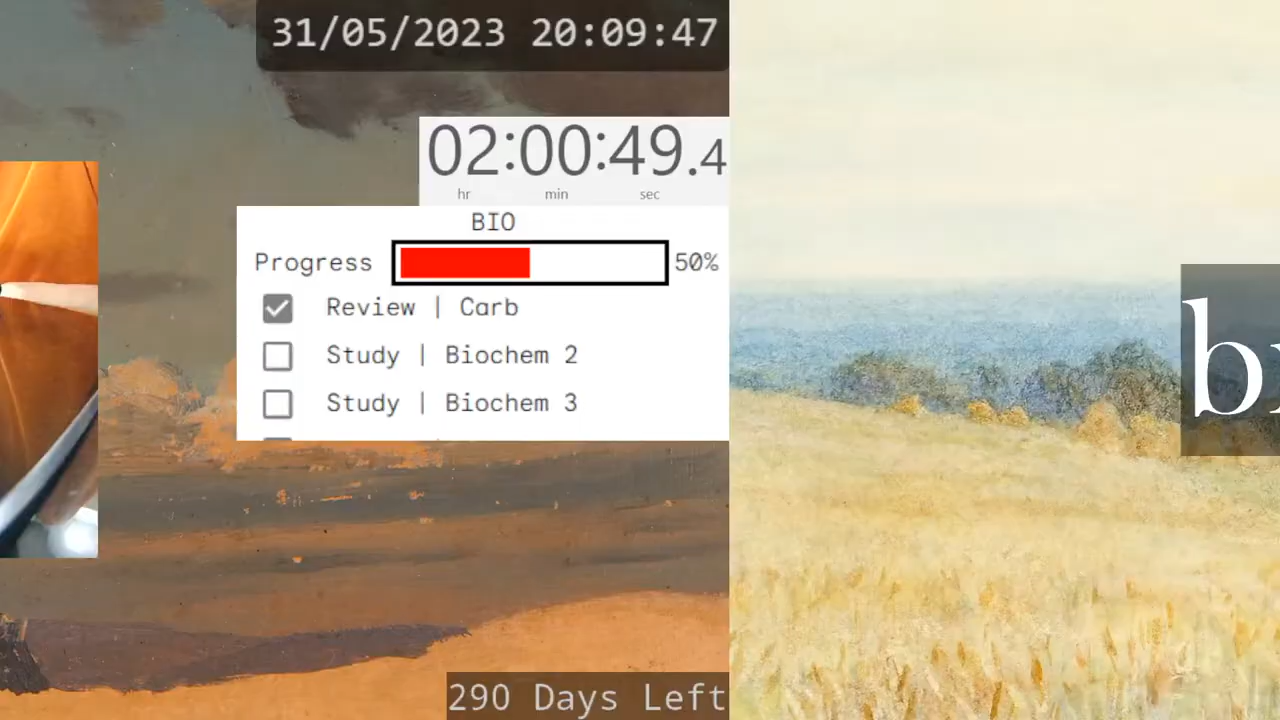 31/05/2023 20:09:47
02:00:49.4
hr min sec
BIO
Progress 50%
Review | Carb
Study | Biochem 2
Study | Biochem 3
290 Days Left